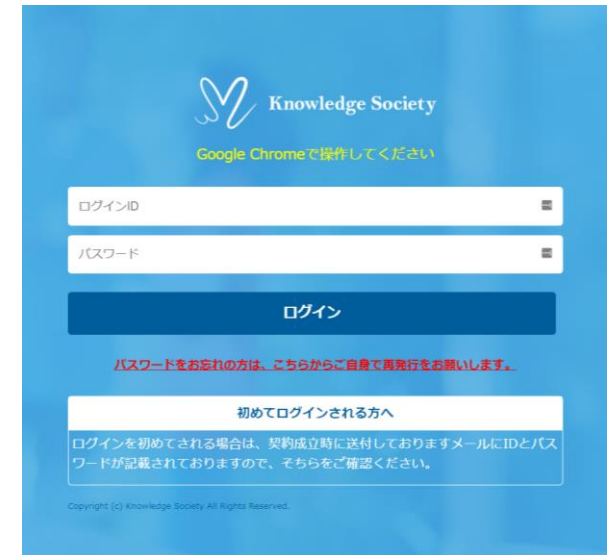 Knowledge Society
Google Chromeで操作してください
ログインID
パスワード
ログイン
パスワードをお忘れの方は、こちらからご自身で再発行をお願いします。
初めてログインされる方へ
ログインを初めてされる場合は、契約成立時に送付しておりますメールにIDとパス
ワードが記載されておりますので、そちらをご確認ください。
Copyright (c) Knowledge Society All Rights Reserved.